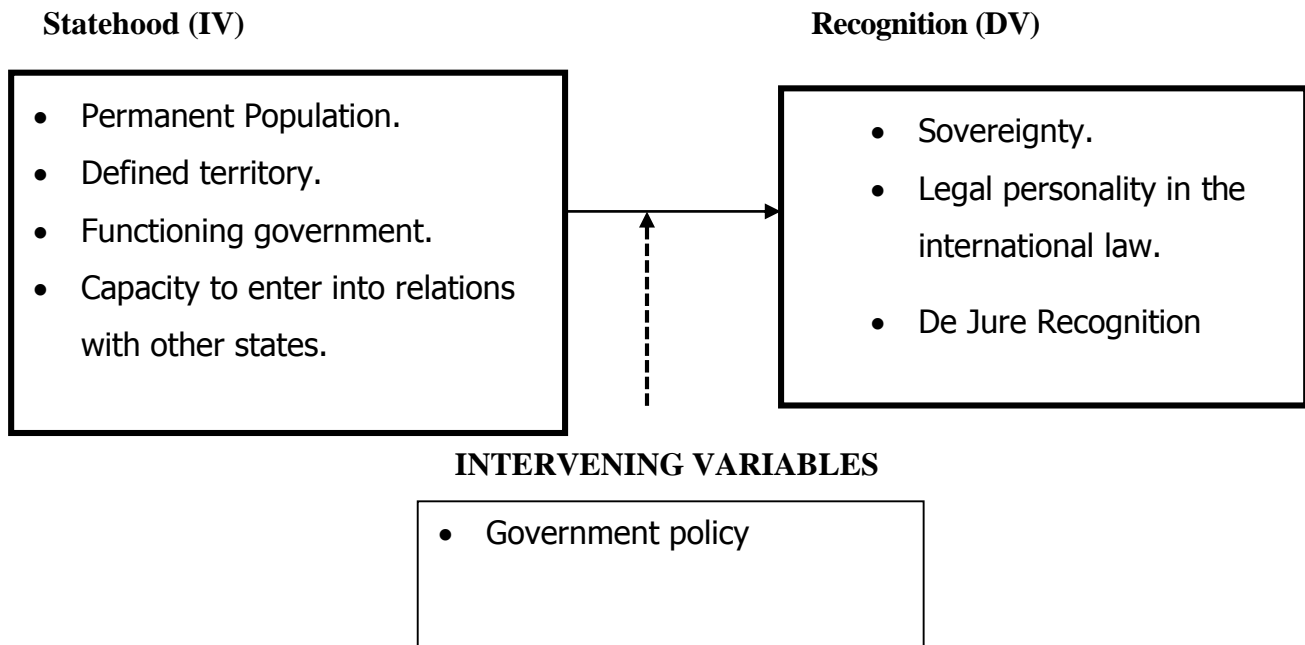 Statehood (IV)
Recognition (DV)
• Permanent Population.
• Defined territory.
• Functioning government.
• Capacity to enter into relations
with other states.
• Sovereignty.
• Legal personality in the
international law.
• De Jure Recognition
INTERVENING VARIABLES
• Government policy